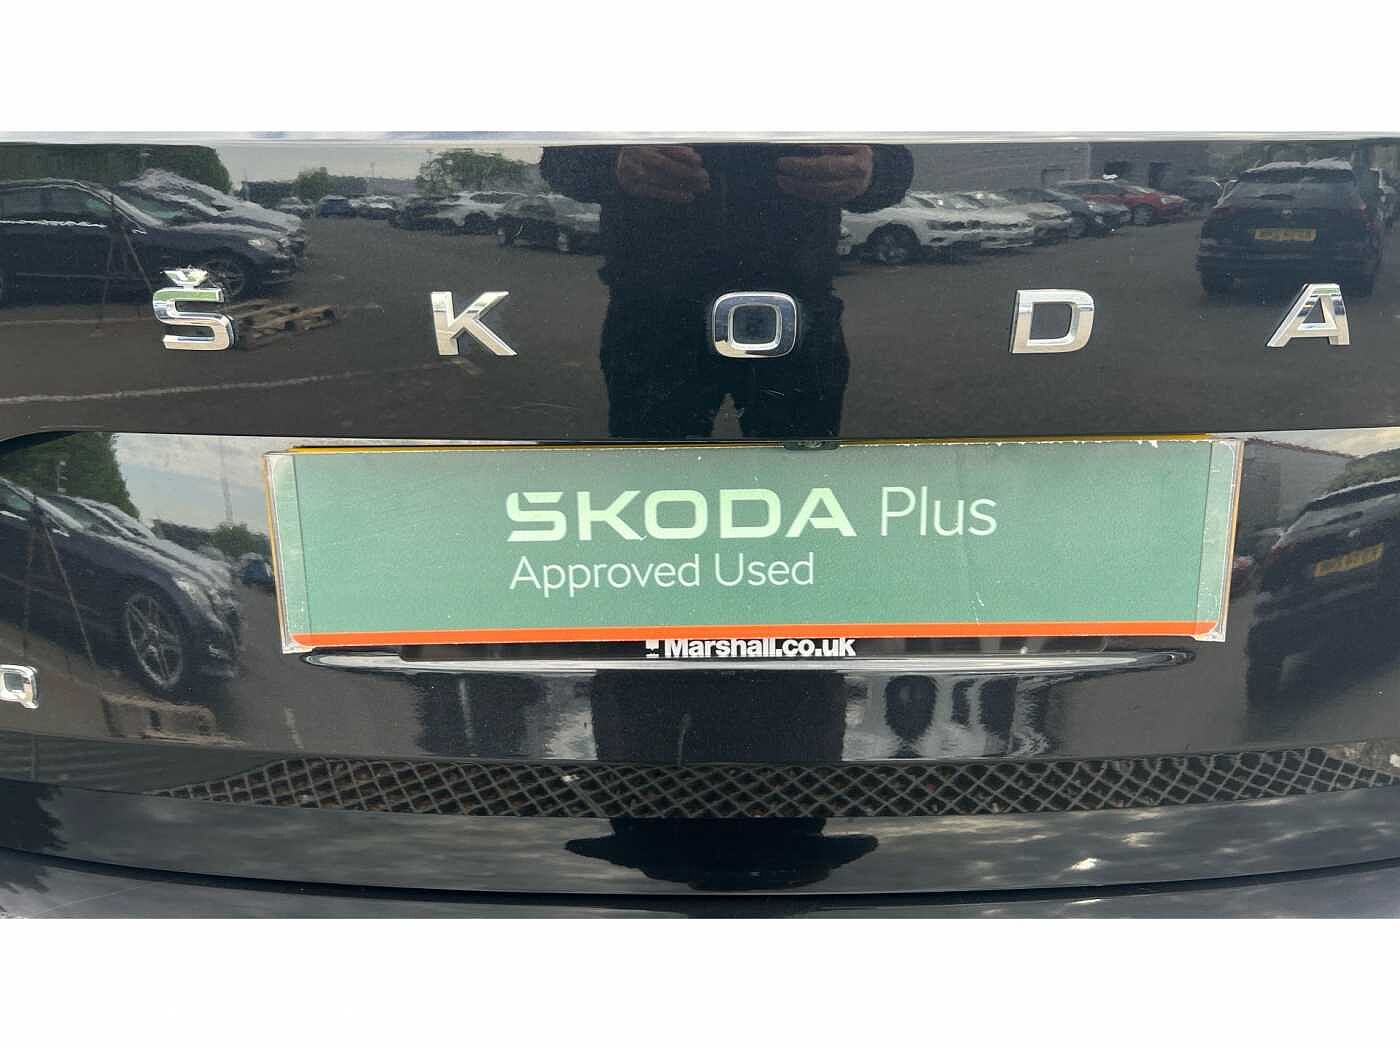 ŠKODA
ŠKODA Plus
Approved Used
Marshall.co.uk
Q